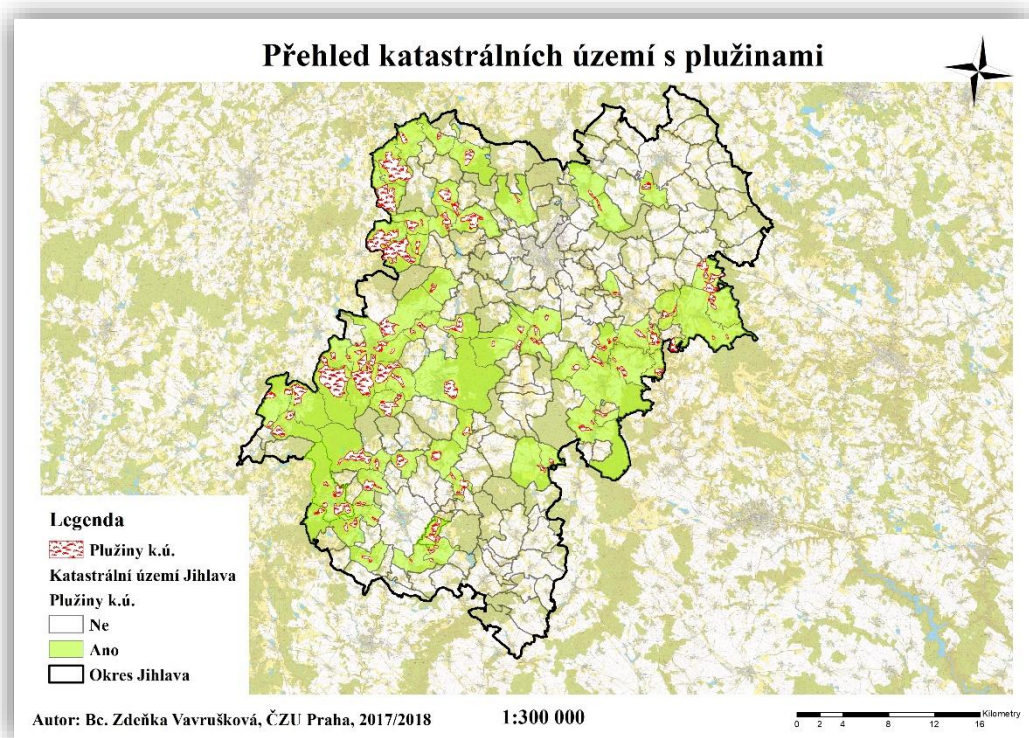 Přehled katastrálních území s plužinami
Legenda
Plužiny k.ú.
Katastrální území Jihlava
Plužiny k.ú.
Ne
Ano
Okres Jihlava
Autor: Bc. Zdeňka Vavrušková, ČZU Praha, 2017/2018
1:300 000
Kilometry
0 2 4 8 12 16